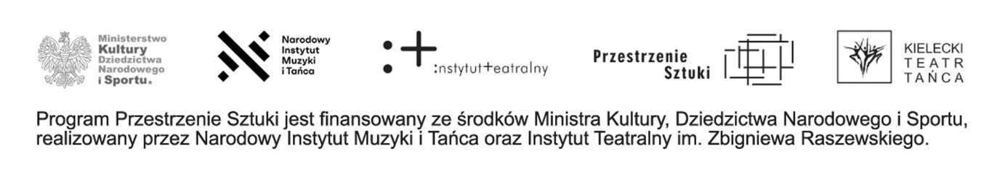 Ministerstwo
Kultury
Dziedzictwa
Narodowego
i Sportu.
Narodowy
Instytut
Muzyki
i Tańca
:nstytut+eatralny
Przestrzenie
Sztuki
KIELECKI
TEATR
TAŃCA
Program Przestrzenie Sztuki jest finansowany ze środków Ministra Kultury, Dziedzictwa Narodowego i Sportu,
realizowany przez Narodowy Instytut Muzyki i Tańca oraz Instytut Teatralny im. Zbigniewa Raszewskiego.